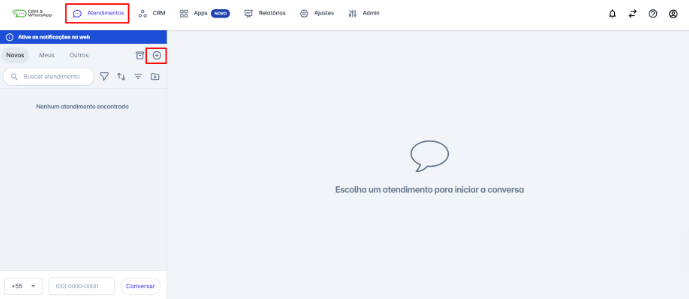 CRM &
WhatsApp
Atendimentos
CRM
Apps NOVO
Relatórios
Ajustes
Admin
Ative as notificações na web
Novos Meus Outros
Buscar atendimento
Nenhum atendimento encontrado
Escolha um atendimento para iniciar a conversa
+55 (00) 0000-0000 Conversar